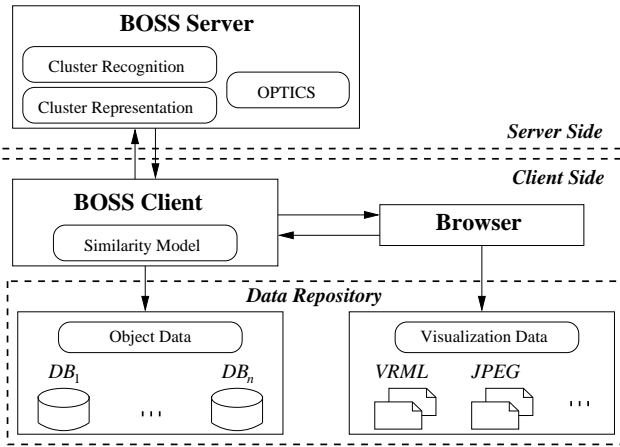 BOSS Server
Cluster Recognition
Cluster Representation
OPTICS
Server Side
Client Side
BOSS Client
Similarity Model
Browser
Data Repository
Object Data
DB1
...
DBn
Visualization Data
VRML
JPEG
...